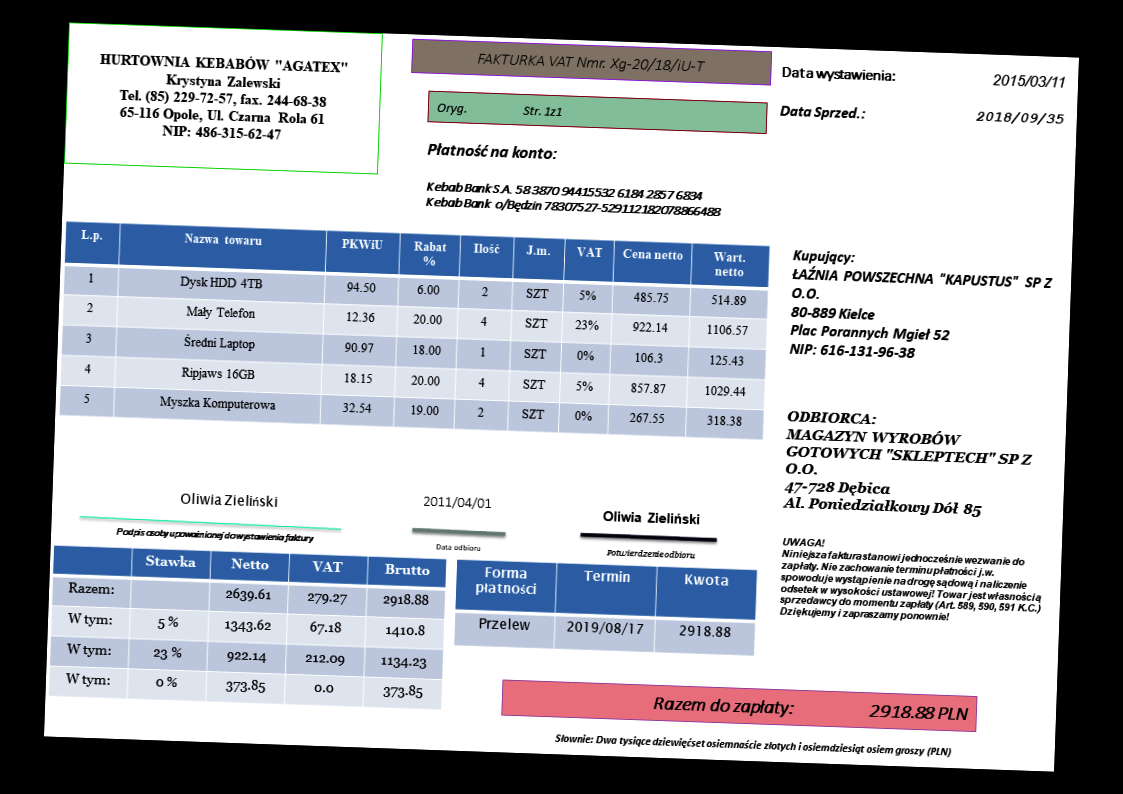 HURTOWNIA KEBABÓW "AGATEX"
Krystyna Zalewski
Tel. (85) 229-72-57, fax. 244-68-38
65-116 Opole, Ul. Czarna Rola 61
NIP: 486-315-62-47
FAKTURKA VAT Nmr. Xg-20/18/iU-T
Oryg. Str. 1z1
Data wystawienia: 2015/03/11
Data Sprzed.: 2018/09/35
Płatność na konto:
Kebab Bank S.A. 58 3870 94415532 6184 2857 6834
Kebab Bank o/Będzin 78307527-529112182078866488
L.p. Nazwa towaru PKWiU Rabat % Ilość J.m. VAT Cena netto Wart. netto
1 Dysk HDD 4TB 94.50 6.00 2 SZT 5% 485.75 514.89
2 Mały Telefon 12.36 20.00 4 SZT 23% 922.14 1106.57
3 Średni Laptop 90.97 18.00 1 SZT 0% 106.3 125.43
4 Ripjaws 16GB 18.15 20.00 4 SZT 5% 857.87 1029.44
5 Myszka Komputerowa 32.54 19.00 2 SZT 0% 267.55 318.38
Kupujący:
ŁAŹNIA POWSZECHNA "KAPUSTUS" SP Z
O.O.
80-889 Kielce
Plac Porannych Mgieł 52
NIP: 616-131-96-38
ODBIORCA:
MAGAZYN WYROBÓW
GOTOWYCH "SKLEPTECH" SP Z
O.O.
47-728 Dębica
Al. Poniedziałkowy Dół 85
Oliwia Zieliński
Podpis osoby upoważnionej do wystawienia faktury
2011/04/01
Data odbioru
Oliwia Zieliński
Potwierdzenie odbioru
UWAGA!
Niniejsza faktura stanowi jednocześnie wezwanie do
zapłaty. Nie zachowanie terminu płatności j.w.
spowoduje wystąpienie na drogę sądową i naliczenie
odsetek w wysokości ustawowej! Towar jest własnością
sprzedawcy do momentu zapłaty (Art. 589, 590, 591 K.C.)
Dziękujemy i zapraszamy ponownie!
Stawka Netto VAT Brutto
Razem: 2639.61 279.27 2918.88
W tym: 5 % 1343.62 67.18 1410.8
W tym: 23 % 922.14 212.09 1134.23
W tym: 0 % 373.85 0.0 373.85
Forma płatności Termin Kwota
Przelew 2019/08/17 2918.88
Razem do zapłaty: 2918.88 PLN
Słownie: Dwa tysiące dziewięćset osiemnaście złotych i osiemdziesiąt osiem groszy (PLN)